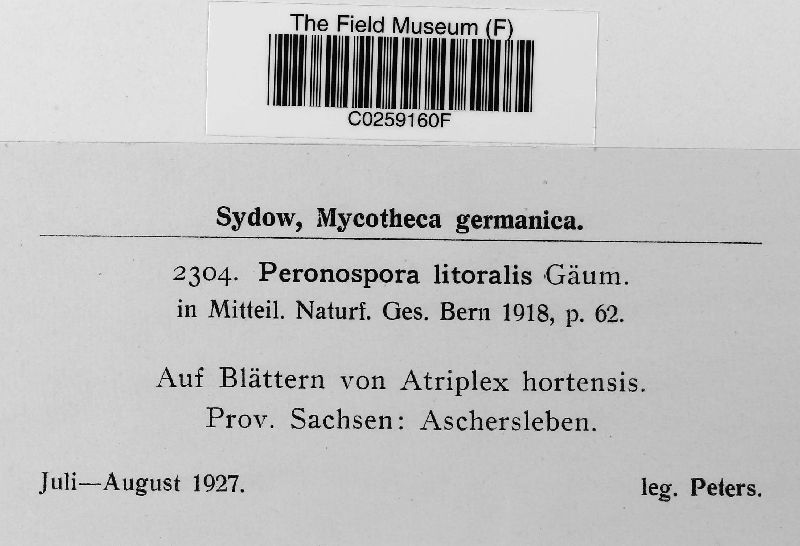 The Field Museum (F)
C0259160F
Sydow, Mycotheca germanica.
2304. Peronospora litoralis Gäum.
in Mitteil. Naturf. Ges. Bern 1918, p. 62.
Auf Blättern von Atriplex hortensis.
Prov. Sachsen: Aschersleben.
Juli—August 1927. leg. Peters.